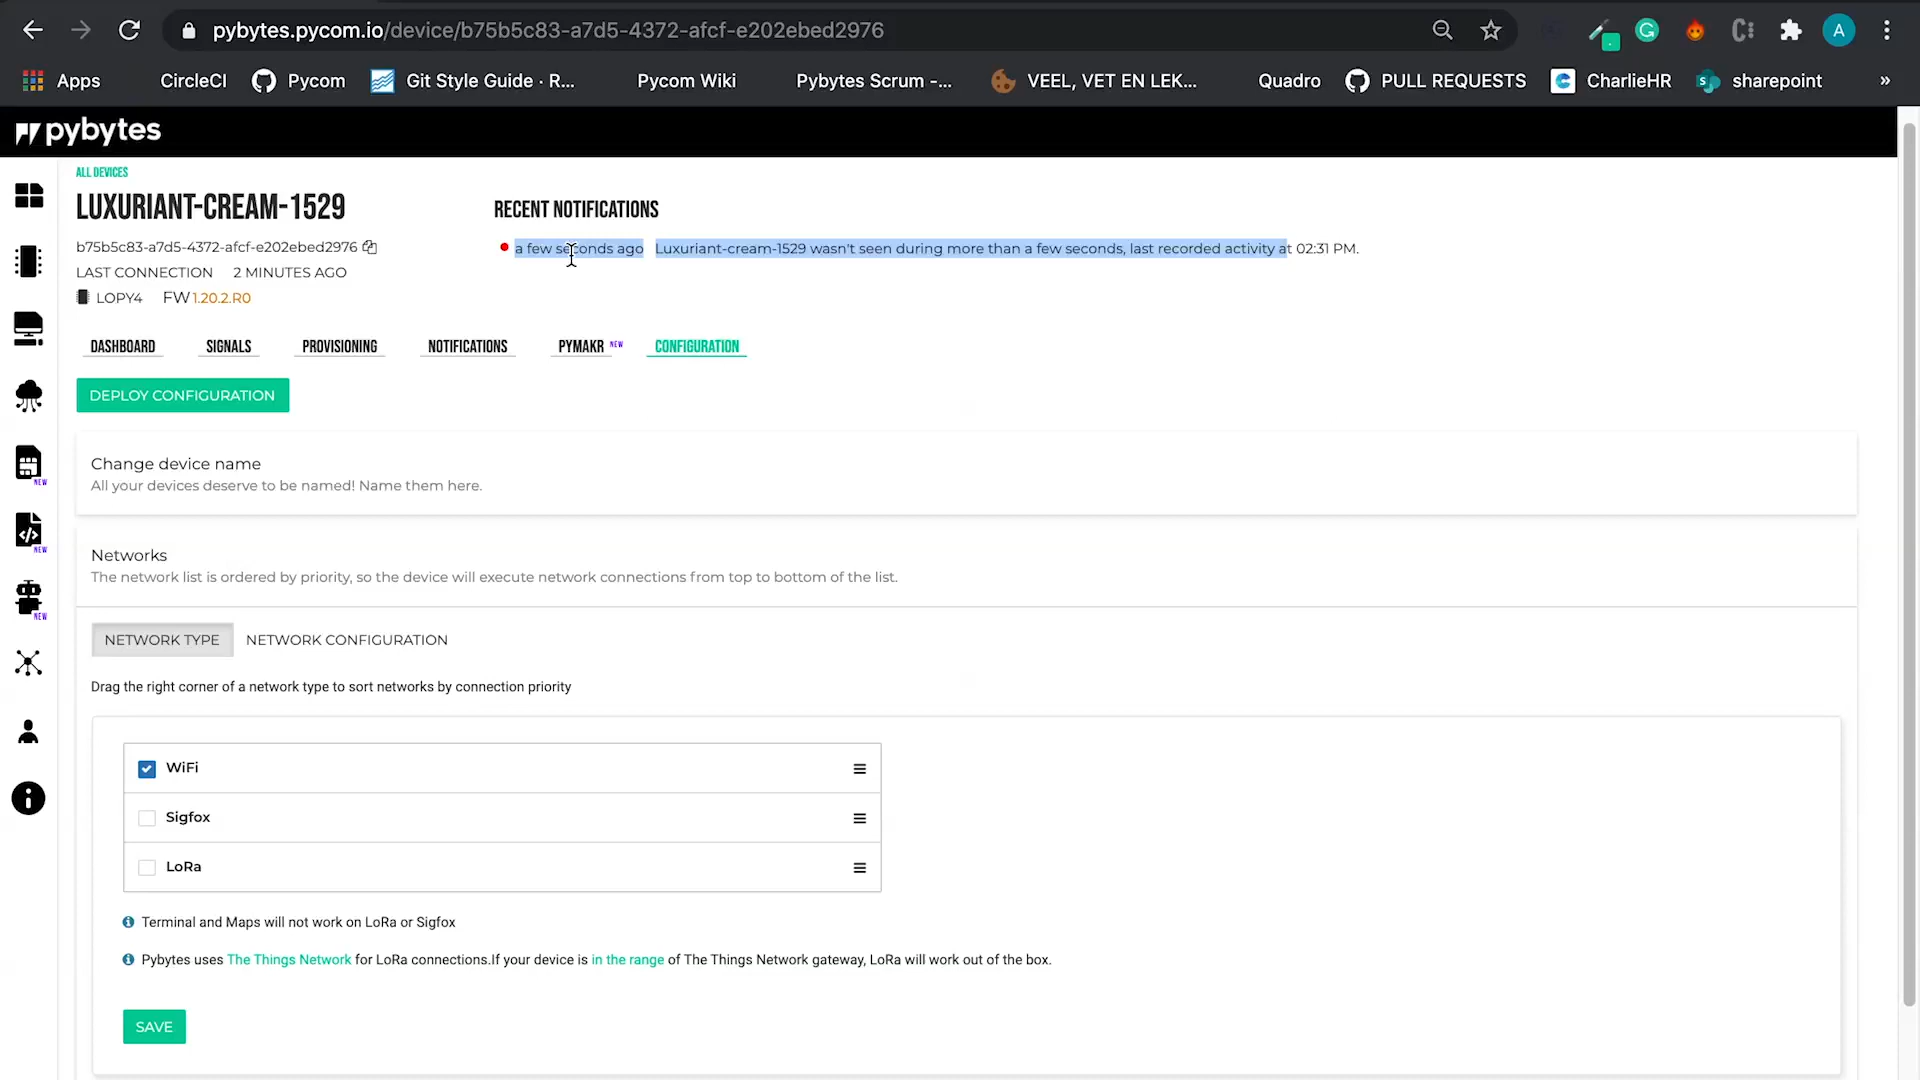 pybytes.pycom.io/device/b75b5c83-a7d5-4372-afcf-e202ebed2976
A
Apps
CircleCI
Pycom
Git Style Guide · R...
Pycom Wiki
Pybytes Scrum -...
VEEL, VET EN LEK...
Quadro
PULL REQUESTS
CharlieHR
sharepoint
»
pybytes
ALL DEVICES
LUXURIANT-CREAM-1529
b75b5c83-a7d5-4372-afcf-e202ebed2976
LAST CONNECTION 2 MINUTES AGO
LOPY4 FW 1.20.2.R0
RECENT NOTIFICATIONS
a few seconds ago Luxuriant-cream-1529 wasn't seen during more than a few seconds, last recorded activity at 02:31 PM.
DASHBOARD
SIGNALS
PROVISIONING
NOTIFICATIONS
PYMAKR NEW
CONFIGURATION
DEPLOY CONFIGURATION
Change device name
All your devices deserve to be named! Name them here.
NEW
NEW
NEW
Networks
The network list is ordered by priority, so the device will execute network connections from top to bottom of the list.
NETWORK TYPE
NETWORK CONFIGURATION
Drag the right corner of a network type to sort networks by connection priority
WiFi
Sigfox
LoRa
Terminal and Maps will not work on LoRa or Sigfox
Pybytes uses The Things Network for LoRa connections.If your device is in the range of The Things Network gateway, LoRa will work out of the box.
SAVE